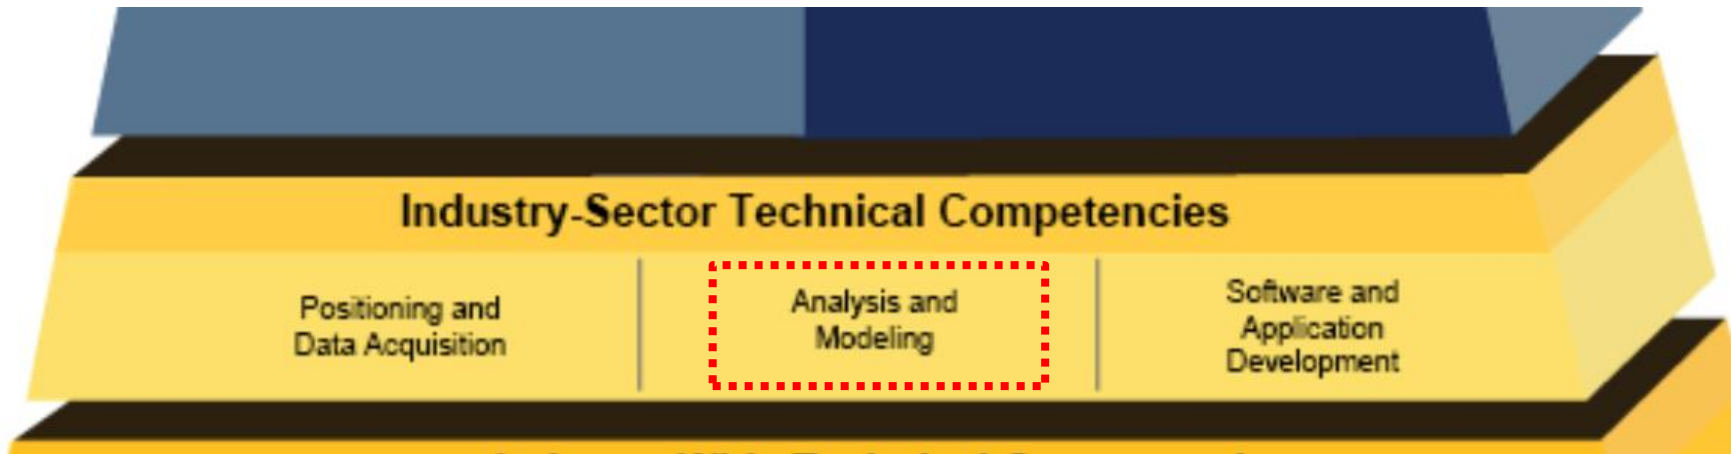 Industry-Sector Technical Competencies
Positioning and
Data Acquisition
Analysis and
Modeling
Software and
Application
Development